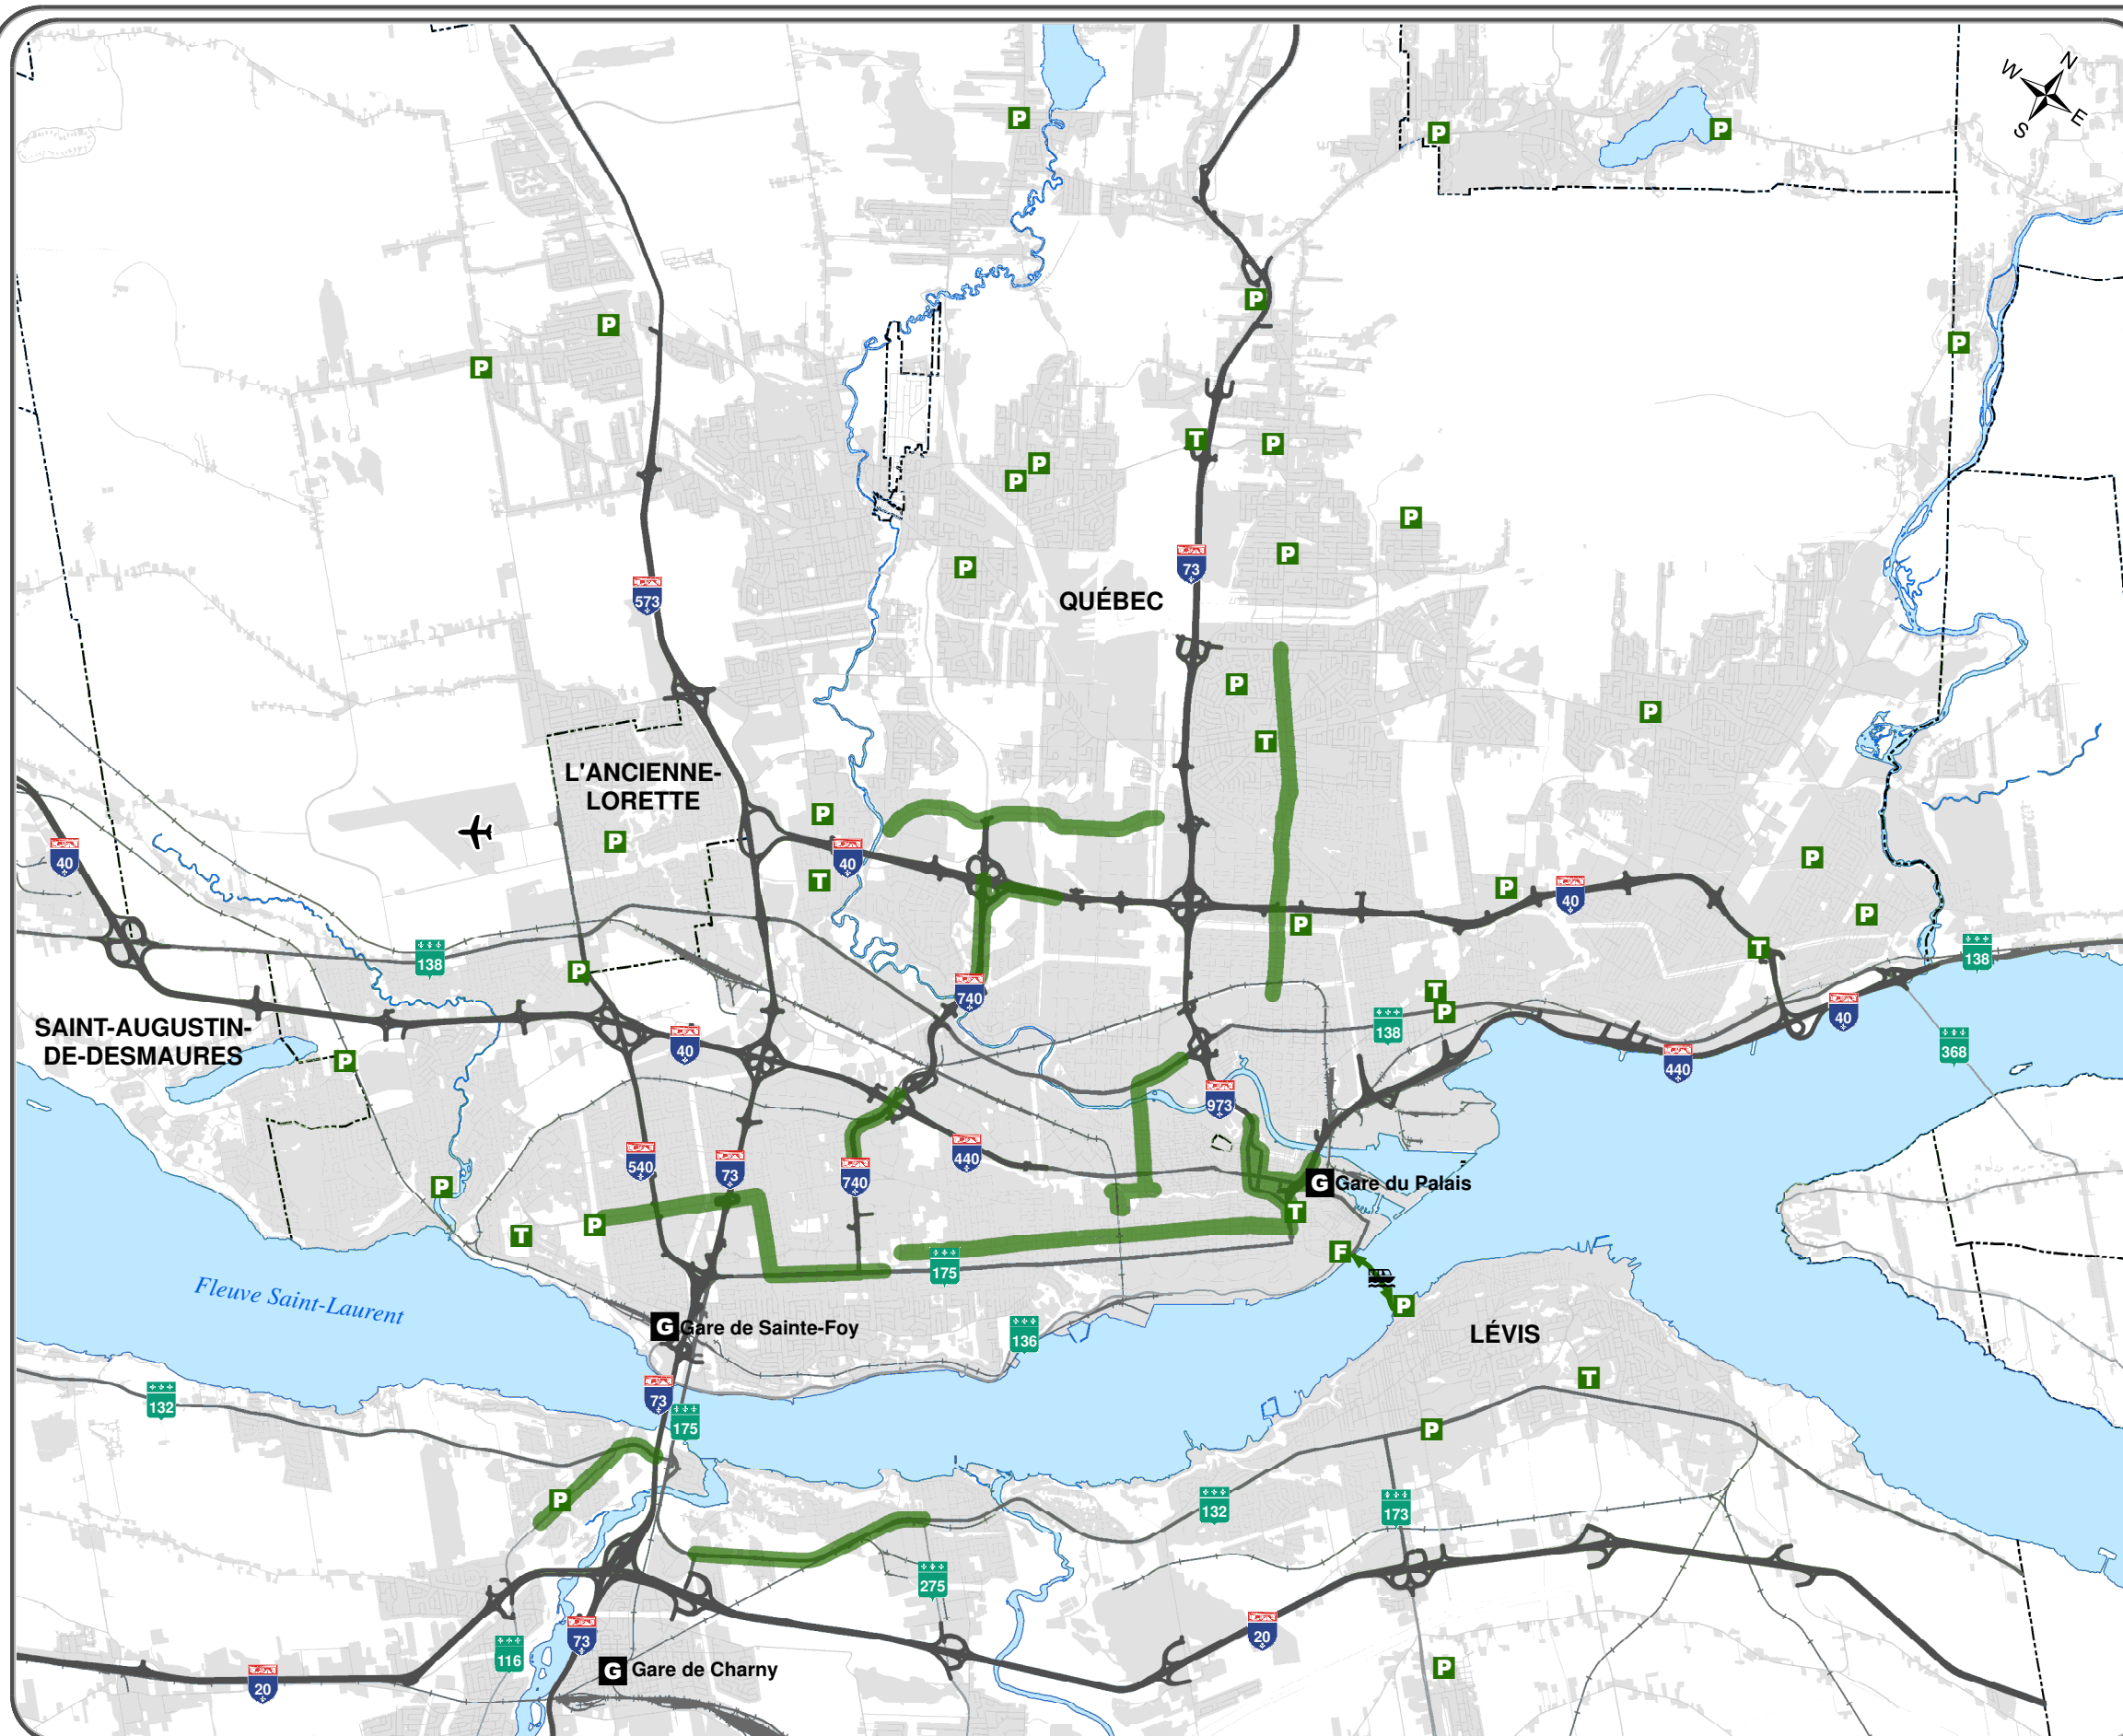 N
W
E
S
P
P
P
P
P
P
P
P
T
P
P
P
P
P
P
573
73
QUÉBEC
P
P
T
L'ANCIENNE-
LORETTE
P
P
40
40
T
P
P
40
P
P
138
P
T
138
740
T
P
138
40
SAINT-AUGUSTIN-
DE-DESMAURES
P
40
440
368
973
540
73
740
440
P
G Gare du Palais
T
P
T
F
175
P
Fleuve Saint-Laurent
G Gare de Sainte-Foy
136
LÉVIS
132
73
175
T
P
P
132
173
275
73
20
116
20
G Gare de Charny
P